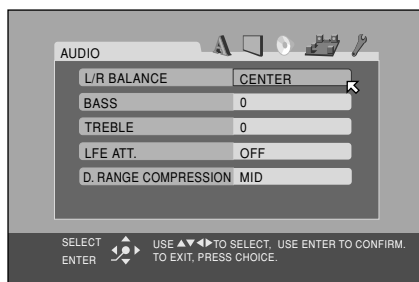 AUDIO
L/R BALANCE CENTER
BASS 0
TREBLE 0
LFE ATT. OFF
D. RANGE COMPRESSION MID
SELECT
ENTER
USE ▲▼◀▶TO SELECT, USE ENTER TO CONFIRM.
TO EXIT, PRESS CHOICE.